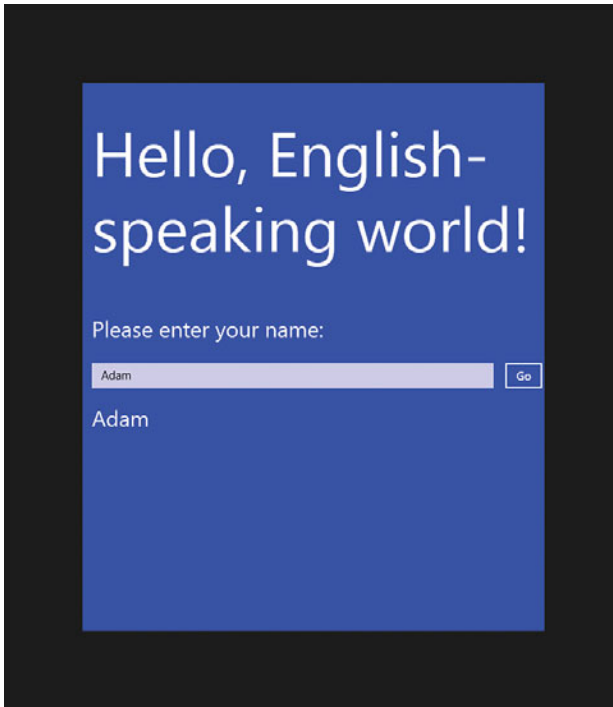 Hello, English-
speaking world!
Please enter your name:
Adam
Go
Adam